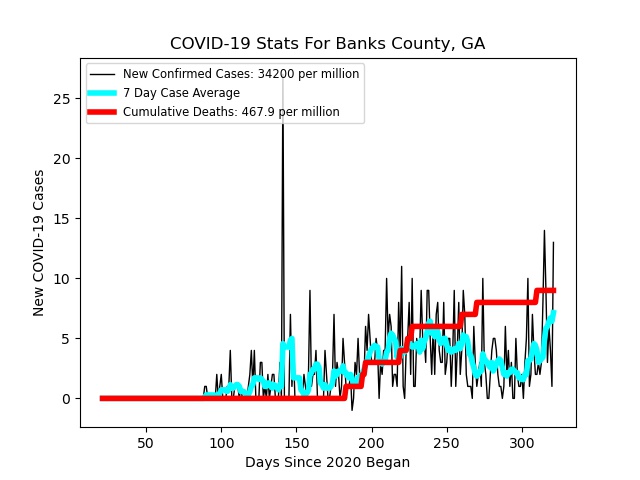 COVID-19 Stats For Banks County, GA
New Confirmed Cases: 34200 per million
7 Day Case Average
Cumulative Deaths: 467.9 per million
New COVID-19 Cases
25
20
15
10
5
0
50 100 150 200 250 300
Days Since 2020 Began